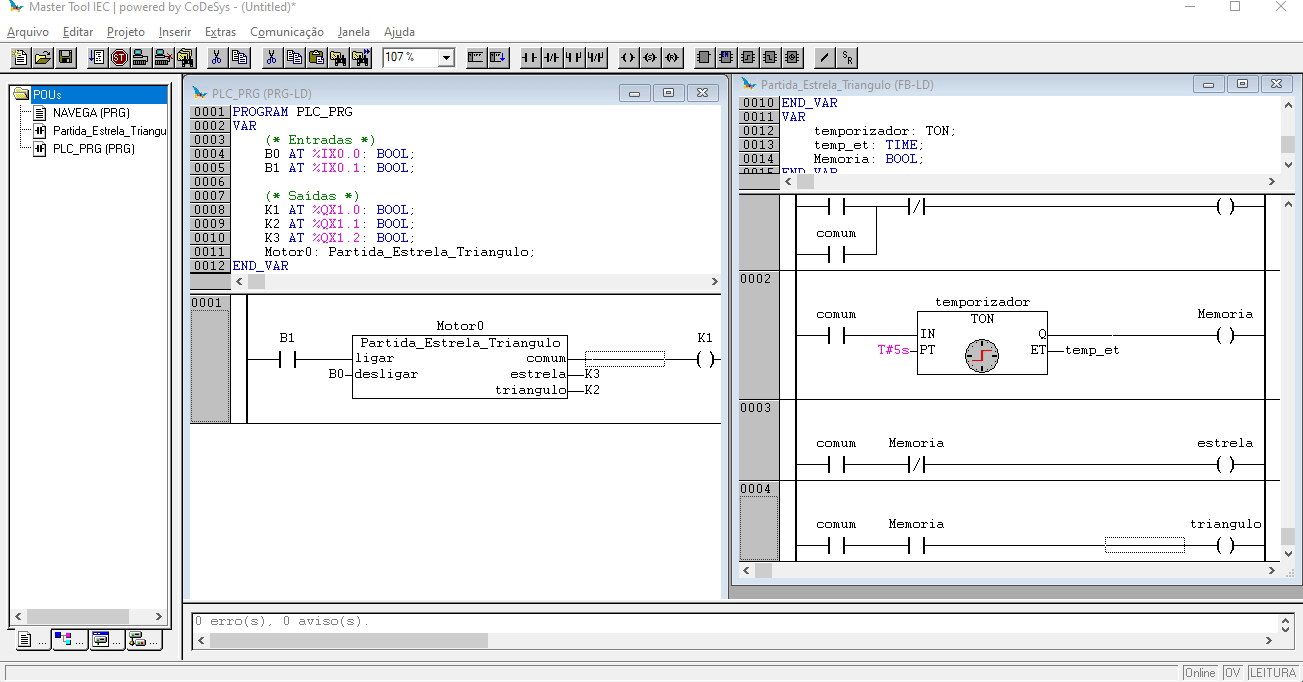 Master Tool IEC | powered by CoDeSys - (Untitled)*
Arquivo Editar Projeto Inserir Extras Comunicação Janela Ajuda
107 %
POUs
NAVEGA (PRG)
Partida_Estrela_Triangu
PLC_PRG (PRG)
PLC_PRG (PRG-LD)
0001 PROGRAM PLC_PRG
0002 VAR
0003 (* Entradas *)
0004 B0 AT %IX0.0: BOOL;
0005 B1 AT %IX0.1: BOOL;
0006
0007 (* Saídas *)
0008 K1 AT %QX1.0: BOOL;
0009 K2 AT %QX1.1: BOOL;
0010 K3 AT %QX1.2: BOOL;
0011 Motor0: Partida_Estrela_Triangulo;
0012 END_VAR
0001
Motor0
B1 Partida_Estrela_Triangulo K1
ligar comum
B0 desligar estrela K3
triangulo K2
Partida_Estrela_Triangulo (FB-LD)
0010 END_VAR
0011 VAR
0012 temporizador: TON;
0013 temp_et: TIME;
0014 Memoria: BOOL;
0015 END_VAR
comum
0002
temporizador
comum TON Memoria
IN Q
T#5s PT ET temp_et
0003
comum Memoria estrela
0004
comum Memoria triangulo
0 erro(s), 0 aviso(s).
Online OV LEITURA